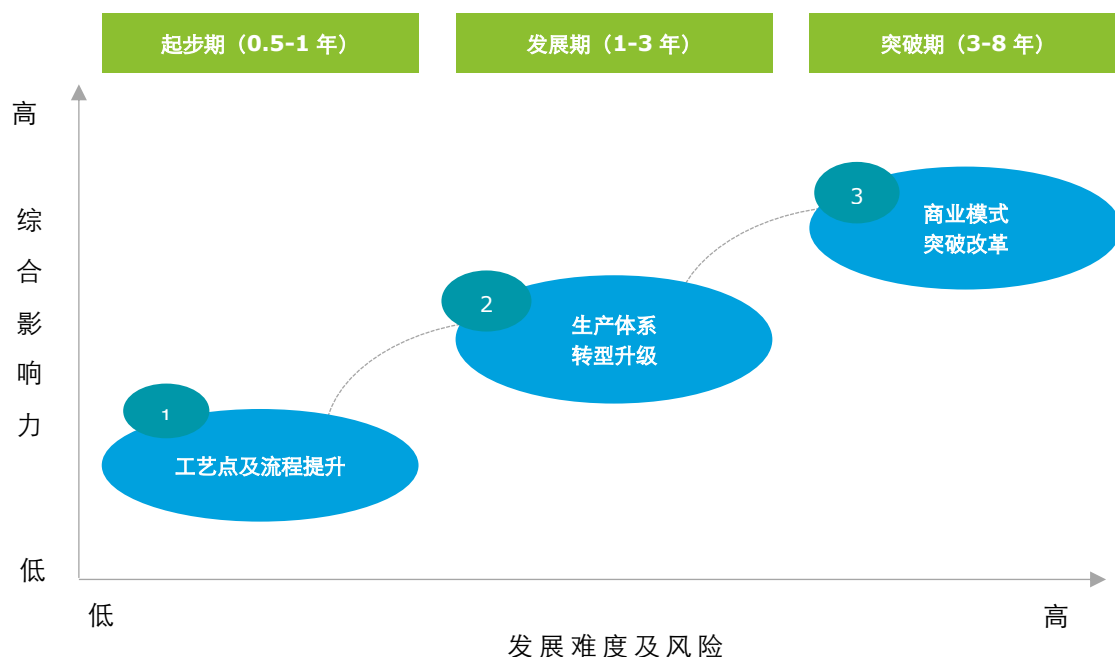 起步期（0.5-1 年）
发展期（1-3 年）
突破期（3-8 年）
高
综合影响力
低
3
商业模式
突破改革
2
生产体系
转型升级
1
工艺点及流程提升
低
高
发展难度及风险